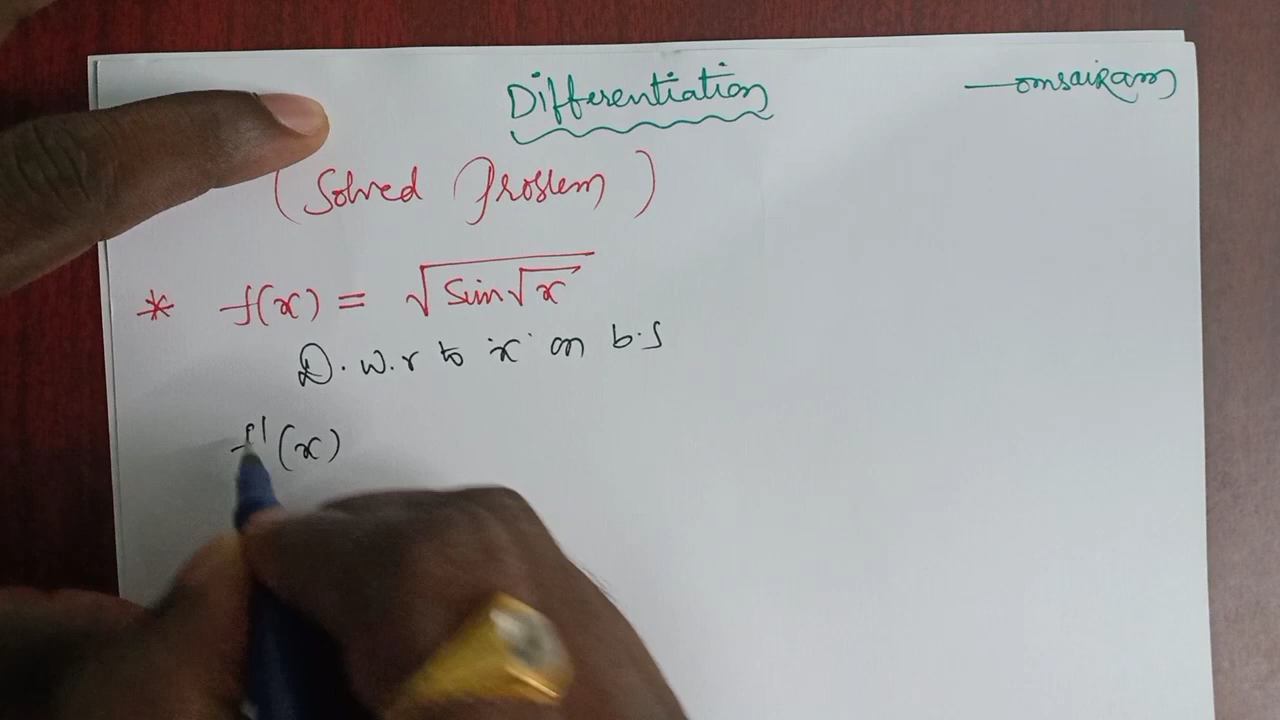 Differentiation
— omsaiRam
(Solved Problem)
* f(x) = √(Sin√x)
D. w. r to 'x' on b.s
f'(x)